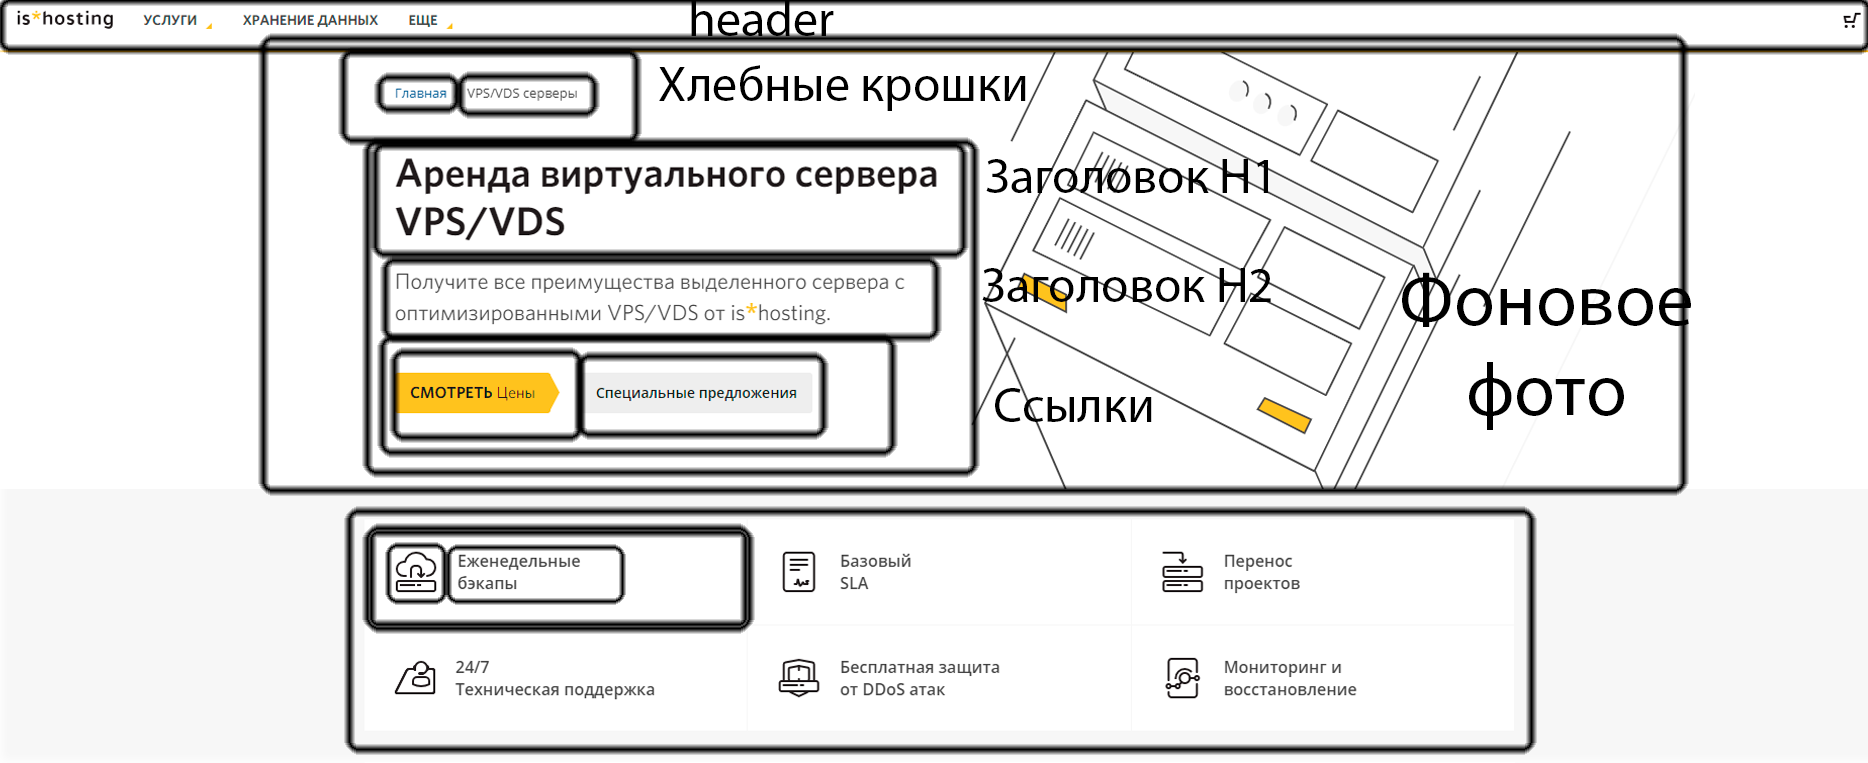 is*hosting УСЛУГИ ХРАНЕНИЕ ДАННЫХ ЕЩЕ header
Главная VPS/VDS серверы Хлебные крошки
Аренда виртуального сервера
VPS/VDS
Заголовок H1
Получите все преимущества выделенного сервера с
оптимизированными VPS/VDS от is*hosting.
Заголовок H2
СМОТРЕТЬ Цены Специальные предложения
Ссылки
Фоновое
фото
Еженедельные
бэкапы
Базовый
SLA
Перенос
проектов
24/7
Техническая поддержка
Бесплатная защита
от DDoS атак
Мониторинг и
восстановление